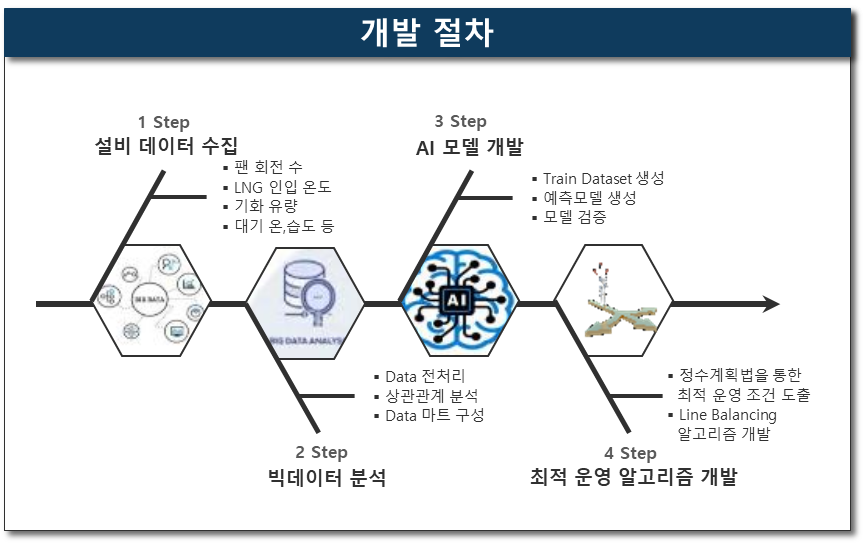 개발 절차
1 Step
설비 데이터 수집
▪ 팬 회전 수
▪ LNG 인입 온도
▪ 기화 유량
▪ 대기 온,습도 등
3 Step
AI 모델 개발
▪ Train Dataset 생성
▪ 예측모델 생성
▪ 모델 검증
BIG DATA
BIG DATA ANALYS
AI
▪ Data 전처리
▪ 상관관계 분석
▪ Data 마트 구성
2 Step
빅데이터 분석
▪ 정수계획법을 통한
최적 운영 조건 도출
▪ Line Balancing
알고리즘 개발
4 Step
최적 운영 알고리즘 개발